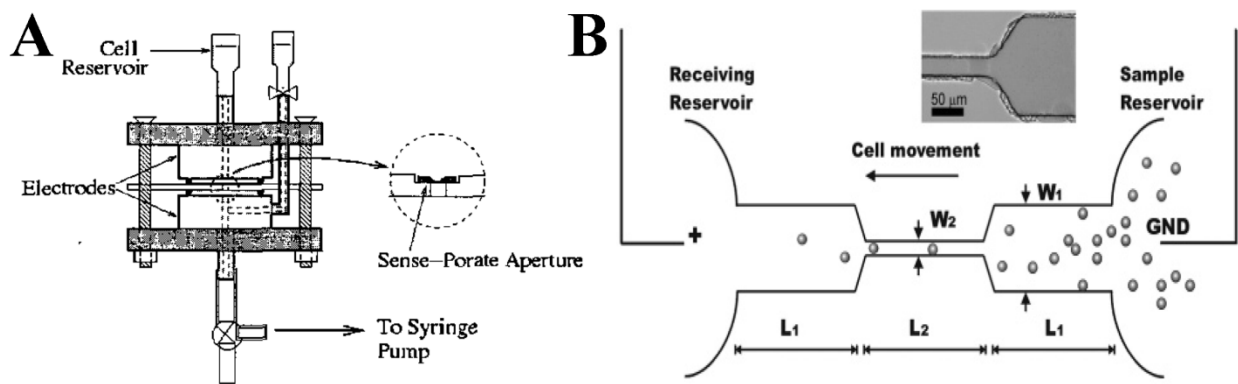 A
Cell
Reservoir
Electrodes
Sense–Porate Aperture
To Syringe
Pump
B
Receiving
Reservoir
50 μm
Sample
Reservoir
Cell movement
W₁
W₂
+
GND
L₁
L₂
L₁